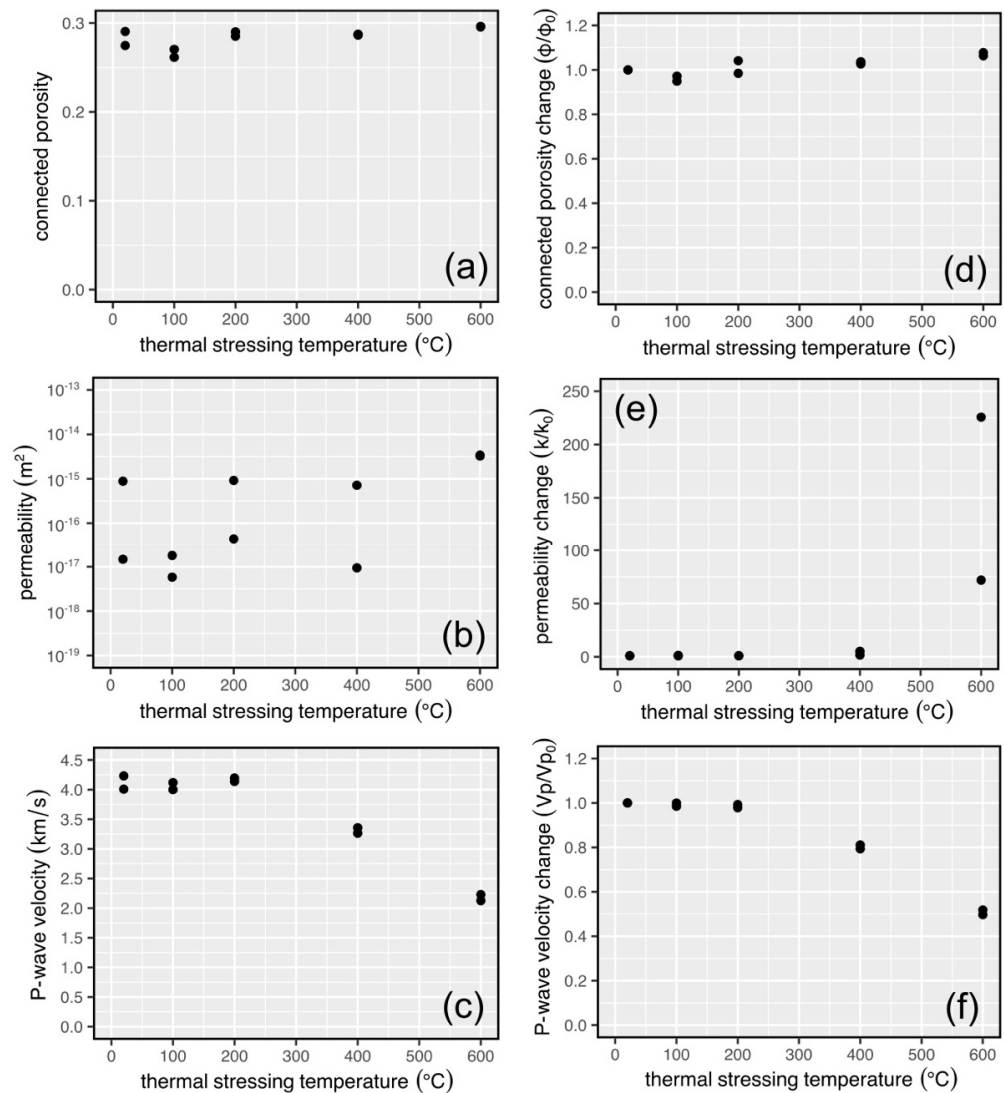 connected porosity
0.3
0.2
0.1
0.0
(a)
0 100 200 300 400 500 600
thermal stressing temperature (°C)
connected porosity change (ϕ/ϕ₀)
1.2
1.0
0.8
0.6
0.4
0.2
0.0
(d)
0 100 200 300 400 500 600
thermal stressing temperature (°C)
permeability (m²)
10⁻¹³
10⁻¹⁴
10⁻¹⁵
10⁻¹⁶
10⁻¹⁷
10⁻¹⁸
10⁻¹⁹
(b)
0 100 200 300 400 500 600
thermal stressing temperature (°C)
permeability change (k/k₀)
(e)
250
200
150
100
50
0
0 100 200 300 400 500 600
thermal stressing temperature (°C)
P-wave velocity (km/s)
4.5
4.0
3.5
3.0
2.5
2.0
1.5
1.0
0.5
0.0
(c)
0 100 200 300 400 500 600
thermal stressing temperature (°C)
P-wave velocity change (Vp/Vp₀)
1.2
1.0
0.8
0.6
0.4
0.2
0.0
(f)
0 100 200 300 400 500 600
thermal stressing temperature (°C)